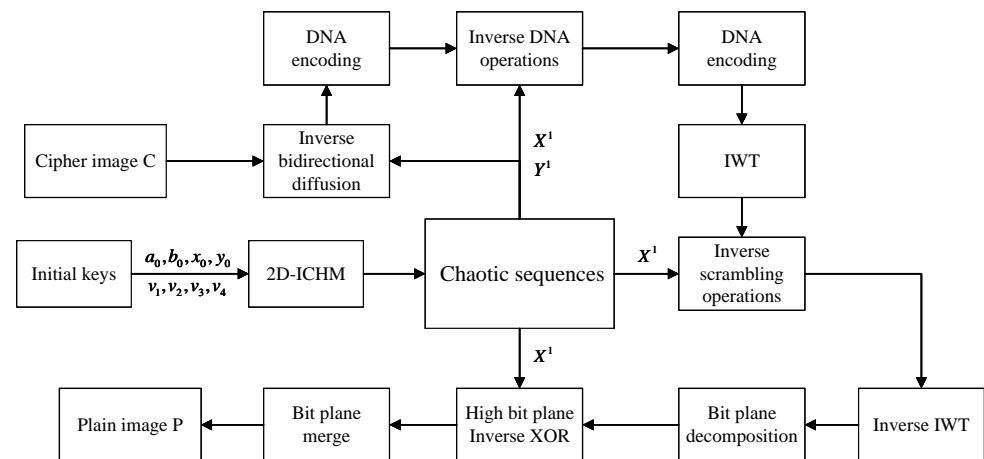 DNA
encoding
Inverse DNA
operations
DNA
encoding
Cipher image C
Inverse
bidirectional
diffusion
X¹
Y¹
IWT
Initial keys
a₀,b₀,x₀,y₀
v₁,v₂,v₃,v₄
2D-ICHM
Chaotic sequences
X¹
Inverse
scrambling
operations
X¹
Plain image P
Bit plane
merge
High bit plane
Inverse XOR
Bit plane
decomposition
Inverse IWT